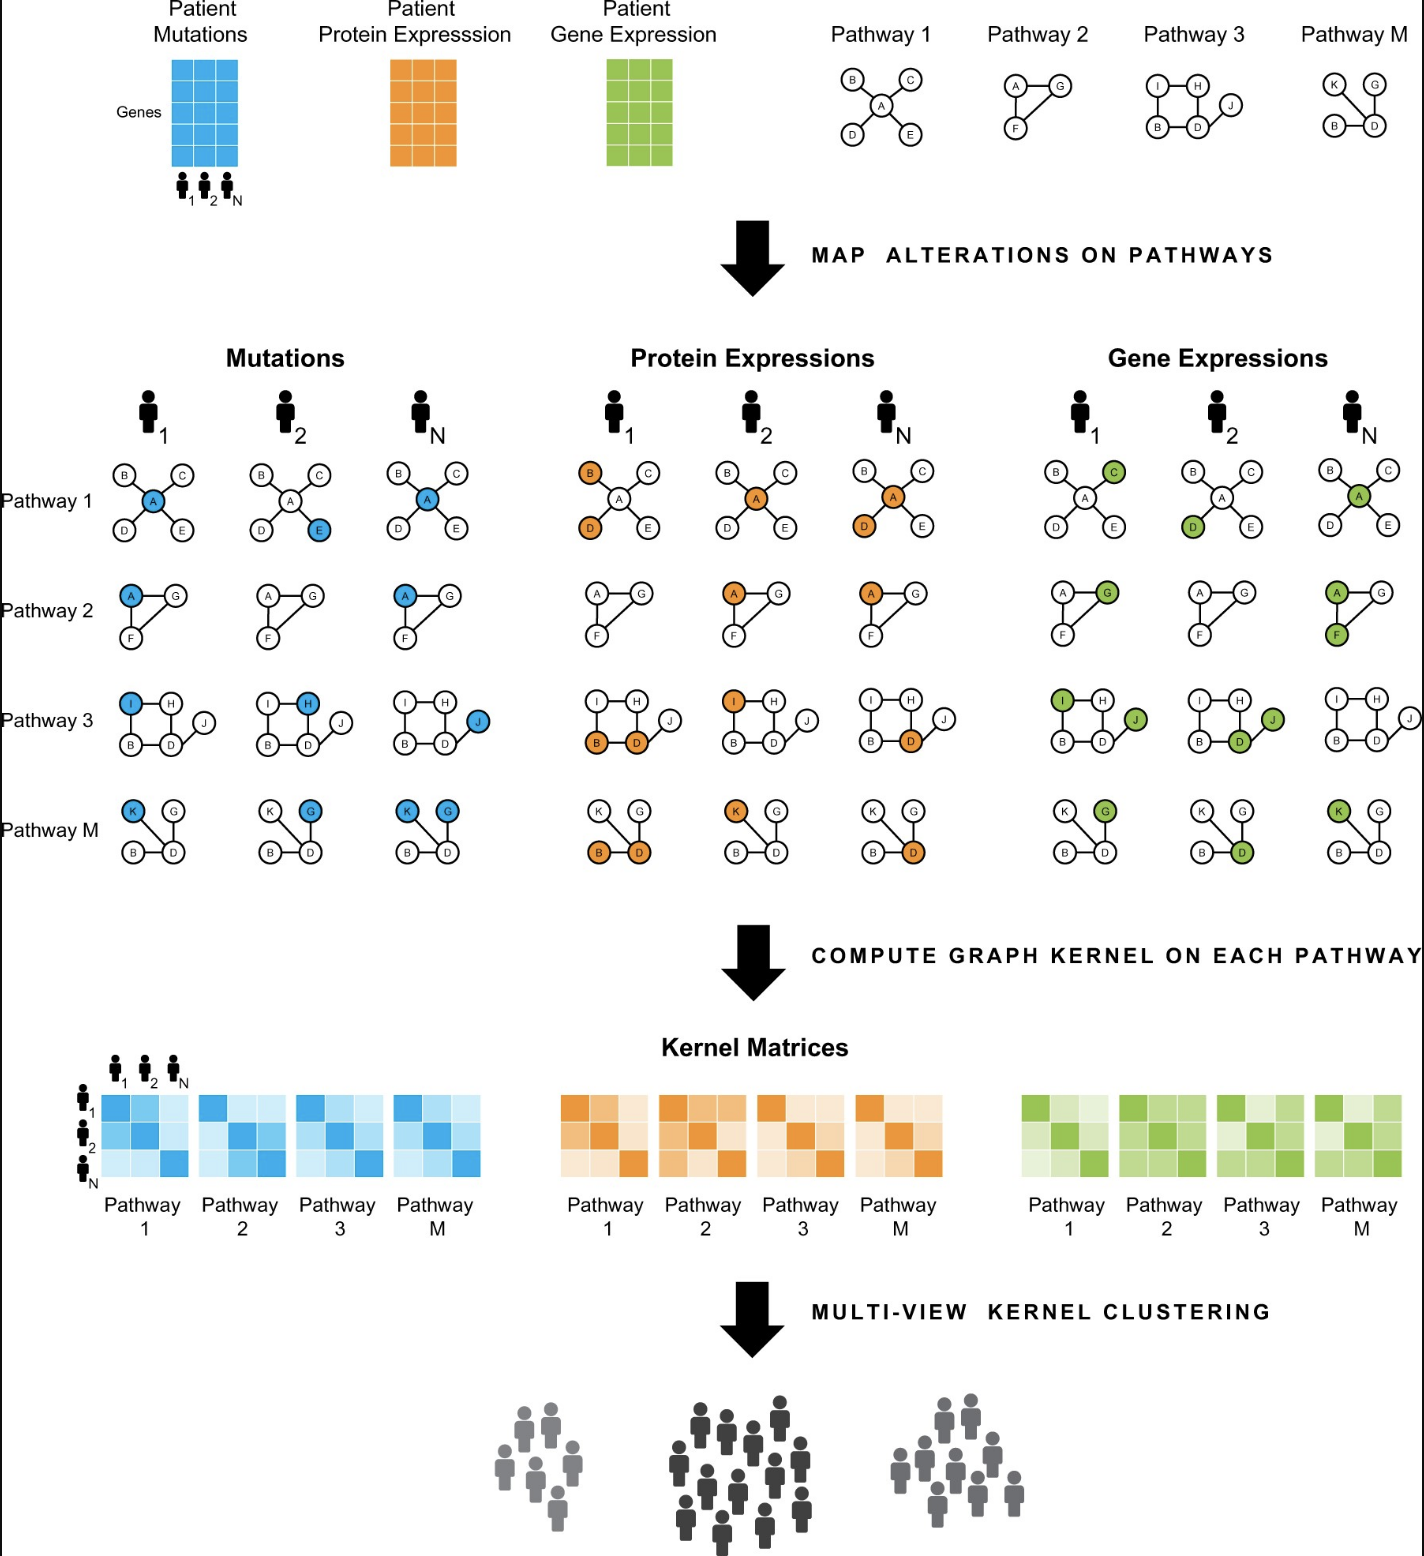 Patient
Mutations
Patient
Protein Expresssion
Patient
Gene Expression
Pathway 1
Pathway 2
Pathway 3
Pathway M
Genes
1 2 N
B C A D E
A G F
I H J B D
K G B D
MAP ALTERATIONS ON PATHWAYS
Mutations
Protein Expressions
Gene Expressions
1 2 N
1 2 N
1 2 N
Pathway 1
B C A D E
B C A D E
B C A D E
B C A D E
B C A D E
B C A D E
B C A D E
B C A D E
B C A D E
Pathway 2
A G F
A G F
A G F
A G F
A G F
A G F
A G F
A G F
A G F
Pathway 3
I H J B D
I H J B D
I H J B D
I H J B D
I H J B D
I H J B D
I H J B D
I H J B D
I H J B D
Pathway M
K G B D
K G B D
K G B D
K G B D
K G B D
K G B D
K G B D
K G B D
K G B D
COMPUTE GRAPH KERNEL ON EACH PATHWAY
Kernel Matrices
1 2 N
1
2
N
Pathway
1
Pathway
2
Pathway
3
Pathway
M
Pathway
1
Pathway
2
Pathway
3
Pathway
M
Pathway
1
Pathway
2
Pathway
3
Pathway
M
MULTI-VIEW KERNEL CLUSTERING